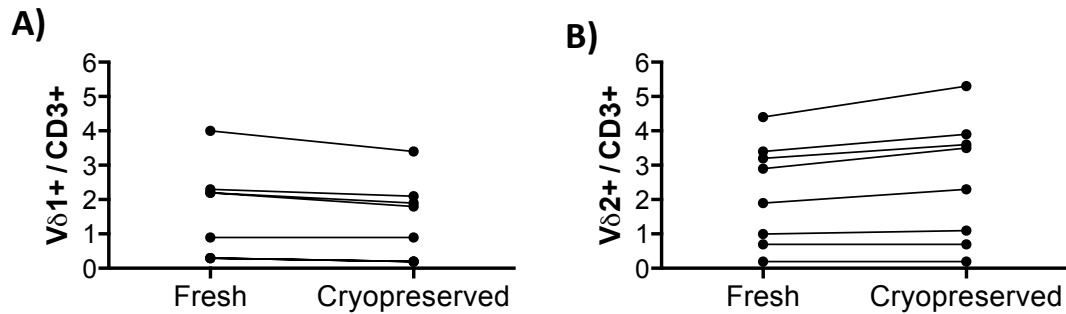 A)
Vδ1+ / CD3+
6
5
4
3
2
1
0
Fresh
Cryopreserved
B)
Vδ2+ / CD3+
6
5
4
3
2
1
0
Fresh
Cryopreserved